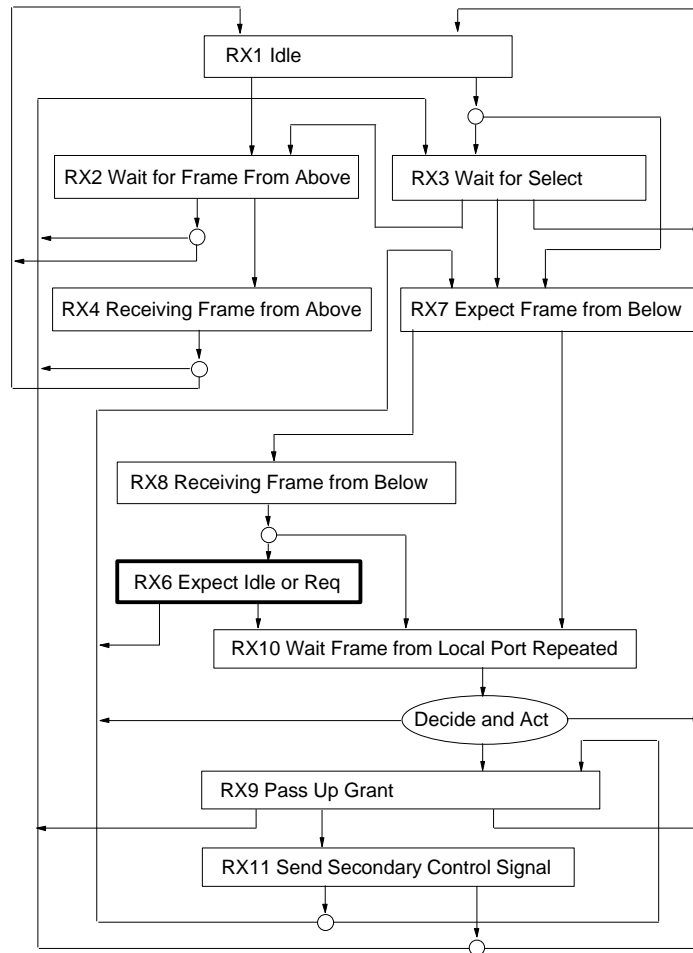 RX1 Idle
RX2 Wait for Frame From Above
RX3 Wait for Select
RX4 Receiving Frame from Above
RX7 Expect Frame from Below
RX8 Receiving Frame from Below
RX6 Expect Idle or Req
RX10 Wait Frame from Local Port Repeated
Decide and Act
RX9 Pass Up Grant
RX11 Send Secondary Control Signal